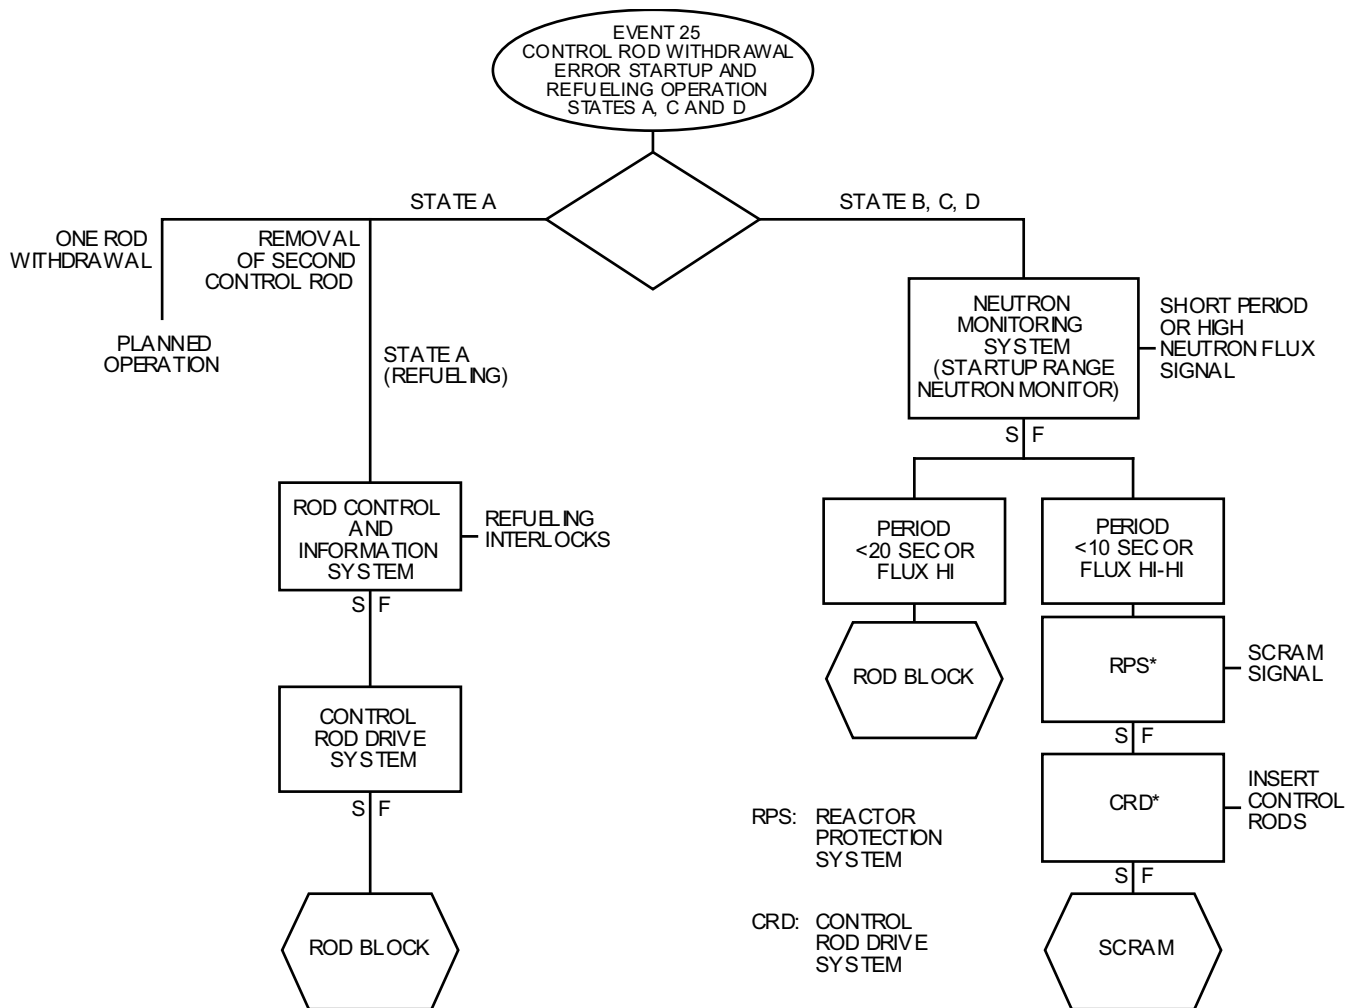 EVENT 25
CONTROL ROD WITHDRAWAL
ERROR STARTUP AND
REFUELING OPERATION
STATES A, C AND D
STATE A
STATE B, C, D
ONE ROD
WITHDRAWAL
REMOVAL
OF SECOND
CONTROL ROD
PLANNED
OPERATION
STATE A
(REFUELING)
NEUTRON
MONITORING
SYSTEM
(STARTUP RANGE
NEUTRON MONITOR)
SHORT PERIOD
OR HIGH
NEUTRON FLUX
SIGNAL
S F
ROD CONTROL
AND
INFORMATION
SYSTEM
REFUELING
INTERLOCKS
S F
PERIOD
<20 SEC OR
FLUX HI
PERIOD
<10 SEC OR
FLUX HI-HI
ROD BLOCK
RPS*
SCRAM
SIGNAL
S F
CONTROL
ROD DRIVE
SYSTEM
S F
CRD*
INSERT
CONTROL
RODS
S F
RPS: REACTOR
PROTECTION
SYSTEM
CRD: CONTROL
ROD DRIVE
SYSTEM
ROD BLOCK
SCRAM